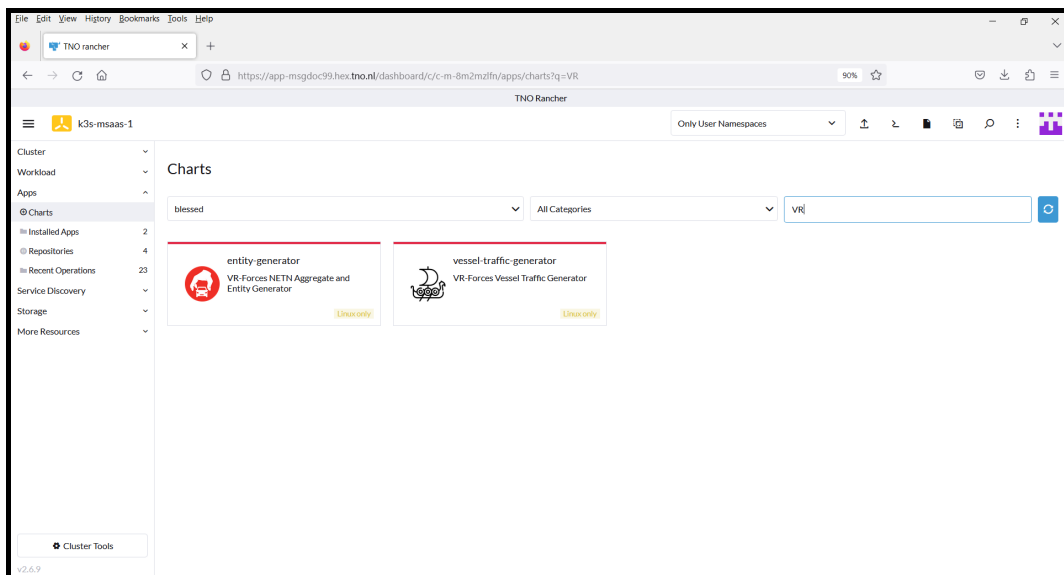 File Edit View History Bookmarks Tools Help
TNO rancher
https://app-msgdoc99.hex.tno.nl/dashboard/c/c-m-8m2mzlfn/apps/charts?q=VR
90%
TNO Rancher
k3s-msaas-1
Only User Namespaces
Cluster
Workload
Apps
Charts
Installed Apps 2
Repositories 4
Recent Operations 23
Service Discovery
Storage
More Resources
Cluster Tools
v2.6.9
Charts
blessed
All Categories
VR
entity-generator
VR-Forces NETN Aggregate and
Entity Generator
Linux only
vessel-traffic-generator
VR-Forces Vessel Traffic Generator
Linux only